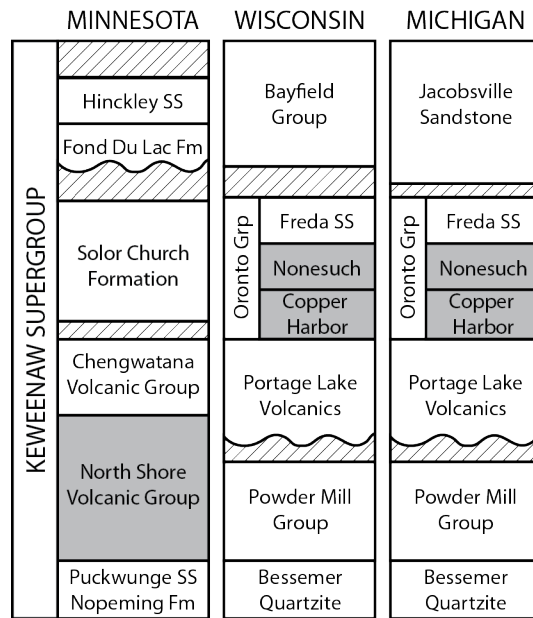 MINNESOTA
WISCONSIN
MICHIGAN
KEWEENAW SUPERGROUP
Hinckley SS
Fond Du Lac Fm
Solor Church
Formation
Chengwatana
Volcanic Group
North Shore
Volcanic Group
Puckwunge SS
Nopeming Fm
Bayfield
Group
Oronto Grp
Freda SS
Nonesuch
Copper
Harbor
Portage Lake
Volcanics
Powder Mill
Group
Bessemer
Quartzite
Jacobsville
Sandstone
Oronto Grp
Freda SS
Nonesuch
Copper
Harbor
Portage Lake
Volcanics
Powder Mill
Group
Bessemer
Quartzite